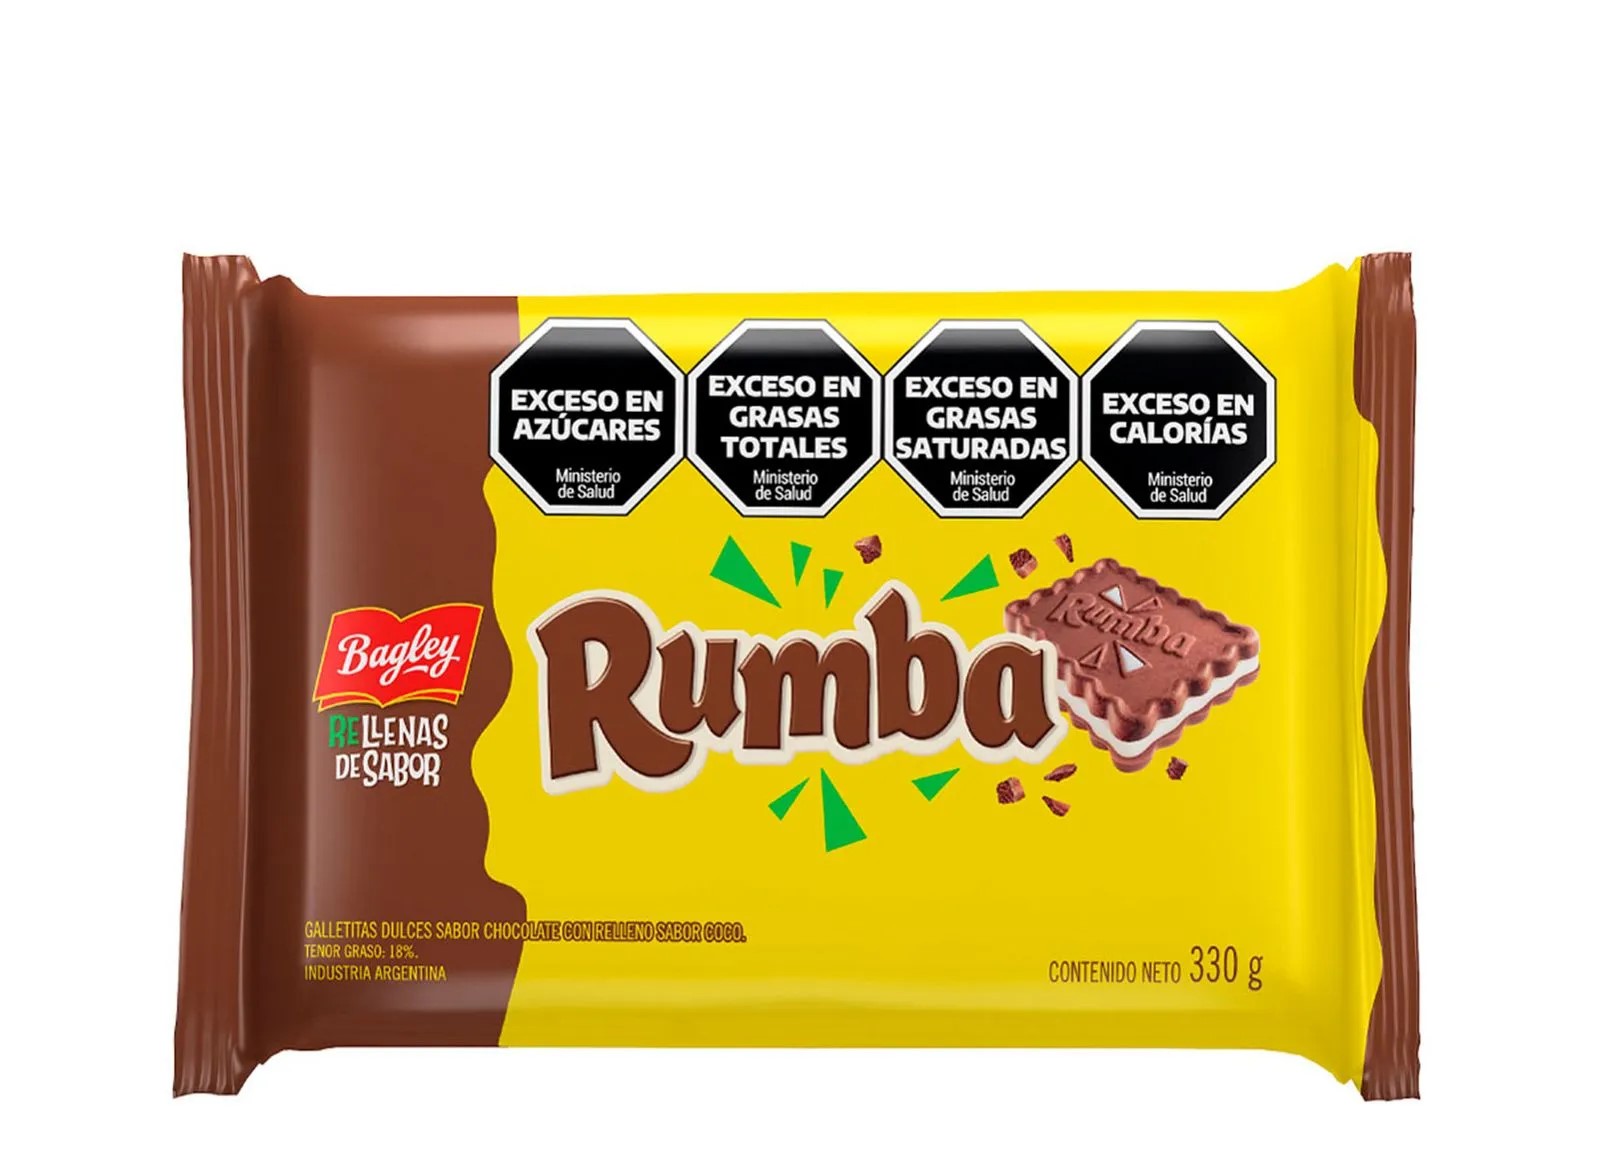 EXCESO EN
AZÚCARES
Ministerio
de Salud
EXCESO EN
GRASAS
TOTALES
Ministerio
de Salud
EXCESO EN
GRASAS
SATURADAS
Ministerio
de Salud
EXCESO EN
CALORÍAS
Ministerio
de Salud
Bagley
RELLENAS
DE SABOR
Rumba
Rumba
GALLETITAS DULCES SABOR CHOCOLATE CON RELLENO SABOR COCO.
TENOR GRASO: 18%.
INDUSTRIA ARGENTINA
CONTENIDO NETO 330 g